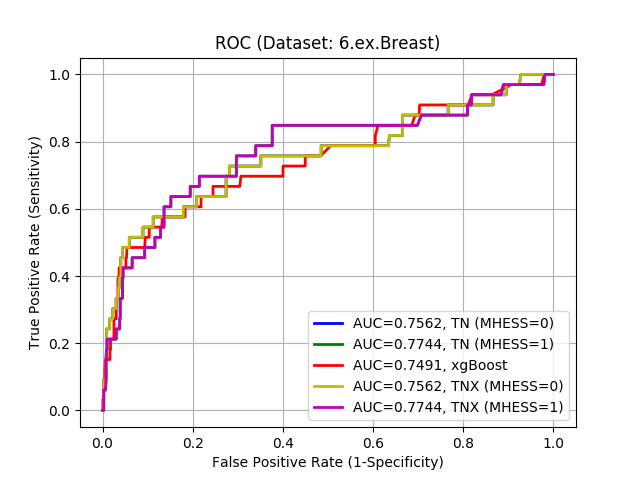 ROC (Dataset: 6.ex.Breast)
1.0
0.8
0.6
0.4
0.2
0.0
True Positive Rate (Sensitivity)
AUC=0.7562, TN (MHESS=0)
AUC=0.7744, TN (MHESS=1)
AUC=0.7491, xgBoost
AUC=0.7562, TNX (MHESS=0)
AUC=0.7744, TNX (MHESS=1)
0.0 0.2 0.4 0.6 0.8 1.0
False Positive Rate (1-Specificity)